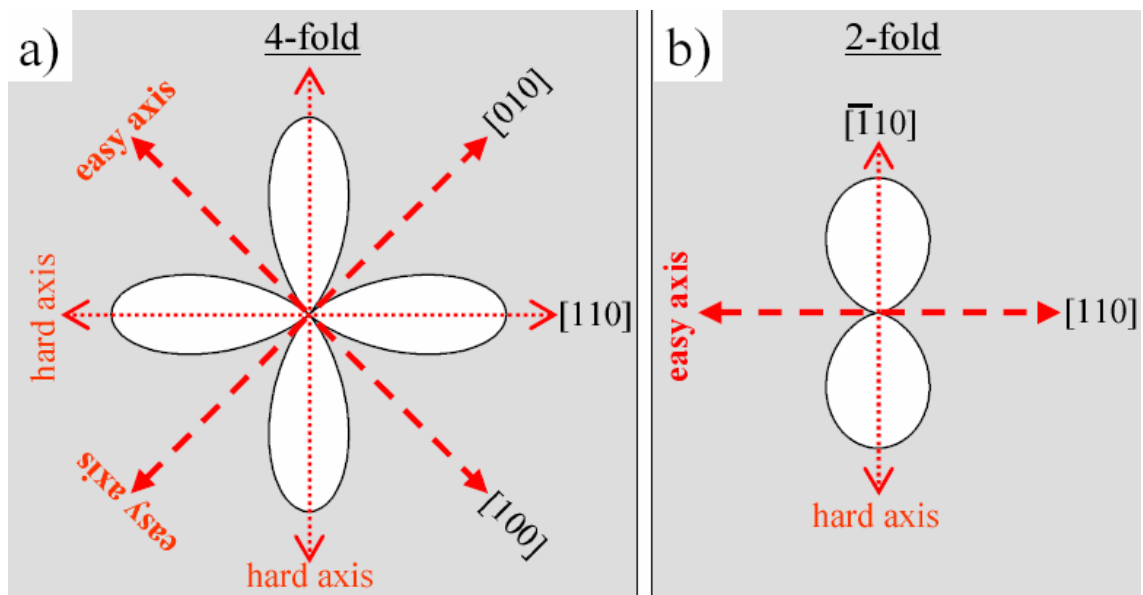 a)
4-fold
easy axis
[010]
hard axis
[110]
easy axis
[100]
hard axis
b)
2-fold
[1̅10]
easy axis
[110]
hard axis